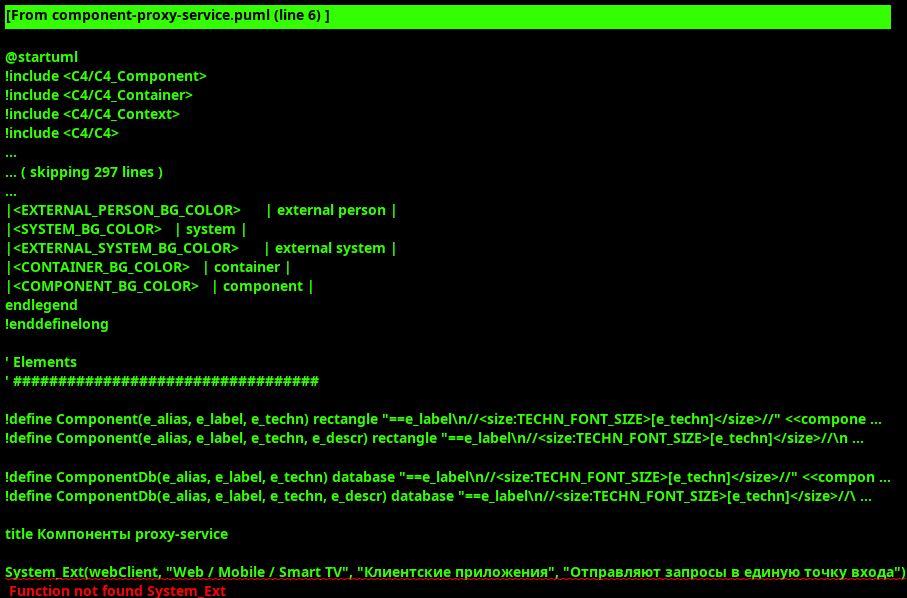 [From component-proxy-service.puml (line 6) ]
@startuml
!include <C4/C4_Component>
!include <C4/C4_Container>
!include <C4/C4_Context>
!include <C4/C4>
...
... ( skipping 297 lines )
...
|<EXTERNAL_PERSON_BG_COLOR> | external person |
|<SYSTEM_BG_COLOR> | system |
|<EXTERNAL_SYSTEM_BG_COLOR> | external system |
|<CONTAINER_BG_COLOR> | container |
|<COMPONENT_BG_COLOR> | component |
endlegend
!enddefinelong
' Elements
' ##################################
!define Component(e_alias, e_label, e_techn) rectangle "==e_label\n//<size:TECHN_FONT_SIZE>[e_techn]</size>//" <<compone ...
!define Component(e_alias, e_label, e_techn, e_descr) rectangle "==e_label\n//<size:TECHN_FONT_SIZE>[e_techn]</size>//\n ...
!define ComponentDb(e_alias, e_label, e_techn) database "==e_label\n//<size:TECHN_FONT_SIZE>[e_techn]</size>//" <<compon ...
!define ComponentDb(e_alias, e_label, e_techn, e_descr) database "==e_label\n//<size:TECHN_FONT_SIZE>[e_techn]</size>//\ ...
title Компоненты proxy-service
System_Ext(webClient, "Web / Mobile / Smart TV", "Клиентские приложения", "Отправляют запросы в единую точку входа")
Function not found System_Ext